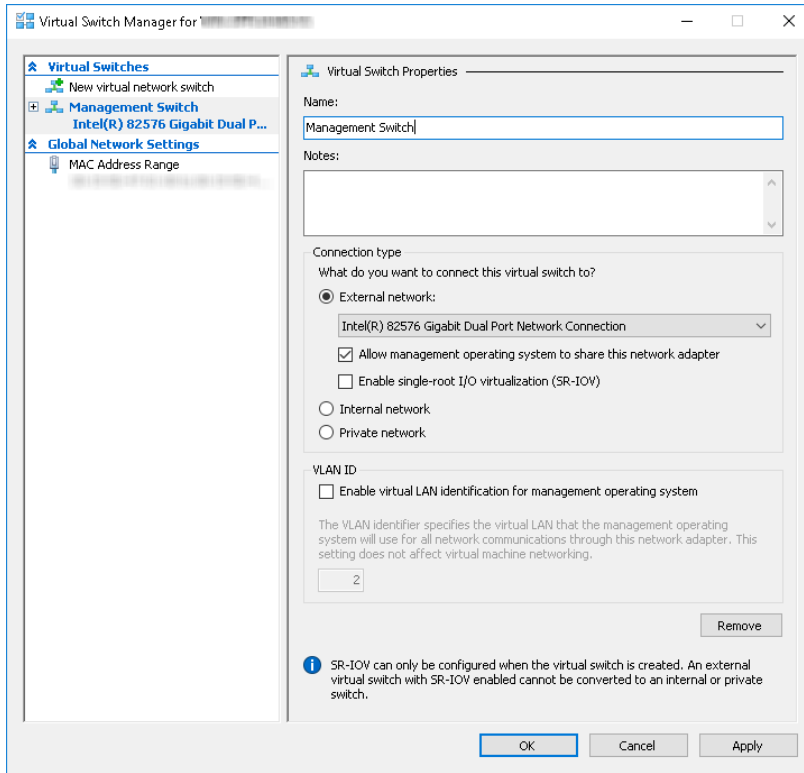 Virtual Switch Manager for
Virtual Switches
New virtual network switch
Management Switch
Intel(R) 82576 Gigabit Dual P...
Global Network Settings
MAC Address Range
Virtual Switch Properties
Name:
Management Switch
Notes:
Connection type
What do you want to connect this virtual switch to?
External network:
Intel(R) 82576 Gigabit Dual Port Network Connection
Allow management operating system to share this network adapter
Enable single-root I/O virtualization (SR-IOV)
Internal network
Private network
VLAN ID
Enable virtual LAN identification for management operating system
The VLAN identifier specifies the virtual LAN that the management operating
system will use for all network communications through this network adapter. This
setting does not affect virtual machine networking.
2
Remove
SR-IOV can only be configured when the virtual switch is created. An external
virtual switch with SR-IOV enabled cannot be converted to an internal or private
switch.
OK
Cancel
Apply